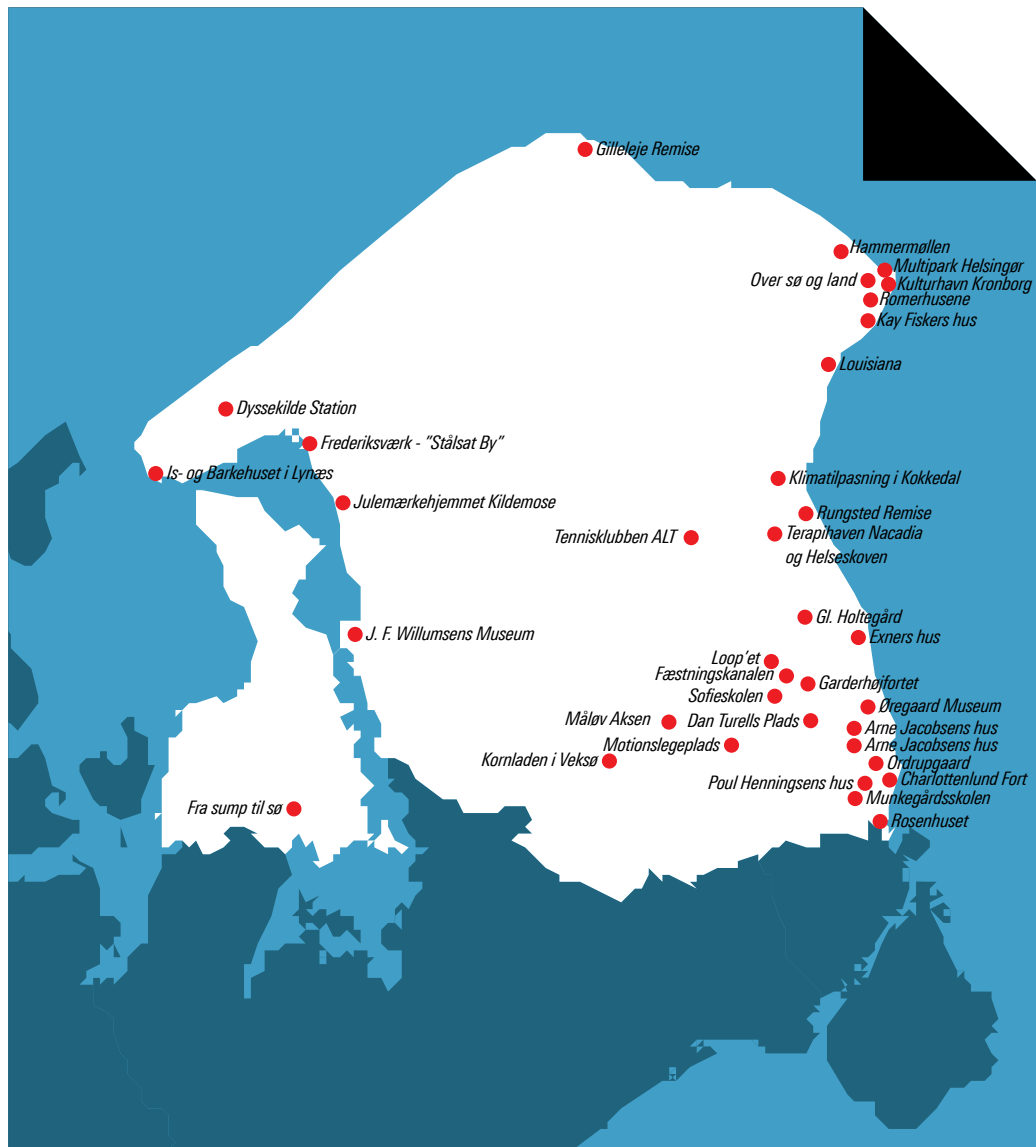 Gilleleje Remise
Hammermøllen
Multipark Helsingør
Over sø og land
Kulturhavn Kronborg
Romerhusene
Kay Fiskers hus
Louisiana
Dyssekilde Station
Frederiksværk - ”Stålsat By”
Is- og Barkehuset i Lynæs
Klimatilpasning i Kokkedal
Julemærkehjemmet Kildemose
Rungsted Remise
Tennisklubben ALT
Terapihaven Nacadia
og Helseskoven
Gl. Holtegård
J. F. Willumsens Museum
Exners hus
Loop’et
Fæstningskanalen
Garderhøjfortet
Sofieskolen
Øregaard Museum
Måløv Aksen
Dan Turells Plads
Arne Jacobsens hus
Motionslegeplads
Arne Jacobsens hus
Kornladen i Veksø
Ordrupgaard
Poul Henningsens hus
Charlottenlund Fort
Munkegårdsskolen
Fra sump til sø
Rosenhuset